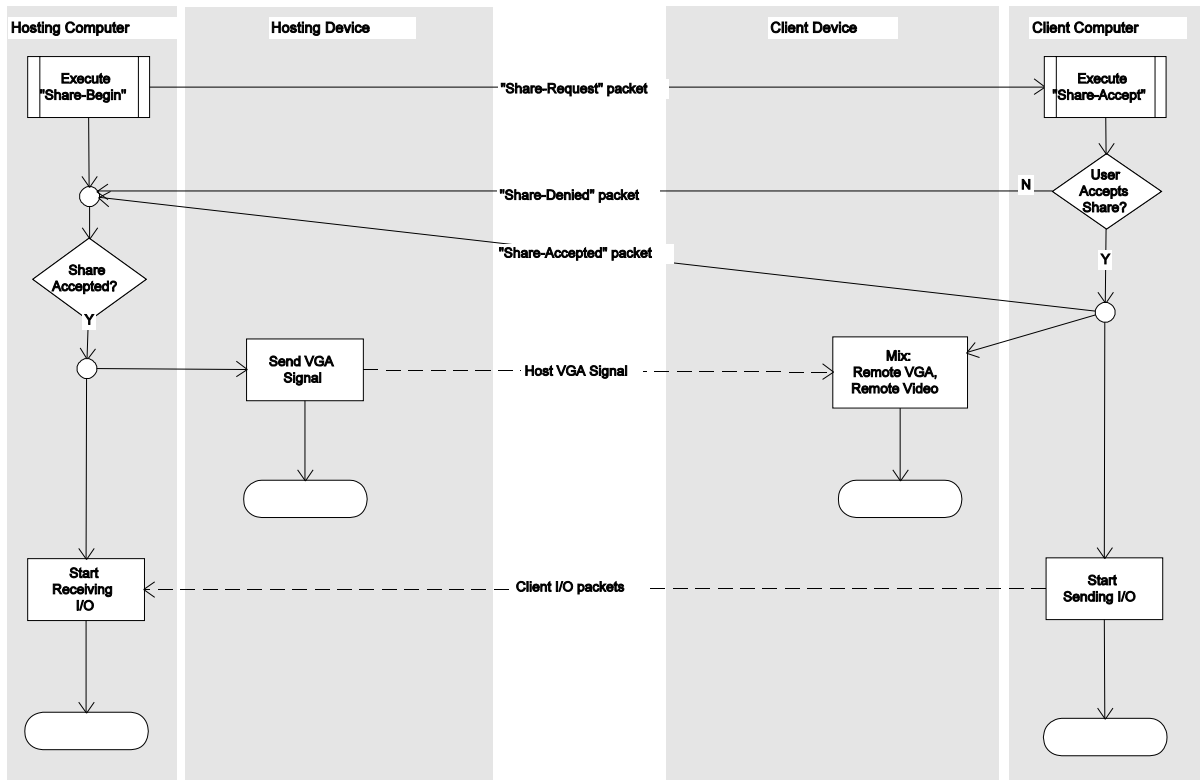 Hosting Computer
Hosting Device
Client Device
Client Computer
Execute
"Share-Begin"
"Share-Request" packet
Execute
"Share-Accept"
"Share-Denied" packet
N
User
Accepts
Share?
"Share-Accepted" packet
Y
Share
Accepted?
Y
Send VGA
Signal
Host VGA Signal
Mix:
Remote VGA,
Remote Video
Start
Receiving
I/O
Client I/O packets
Start
Sending I/O